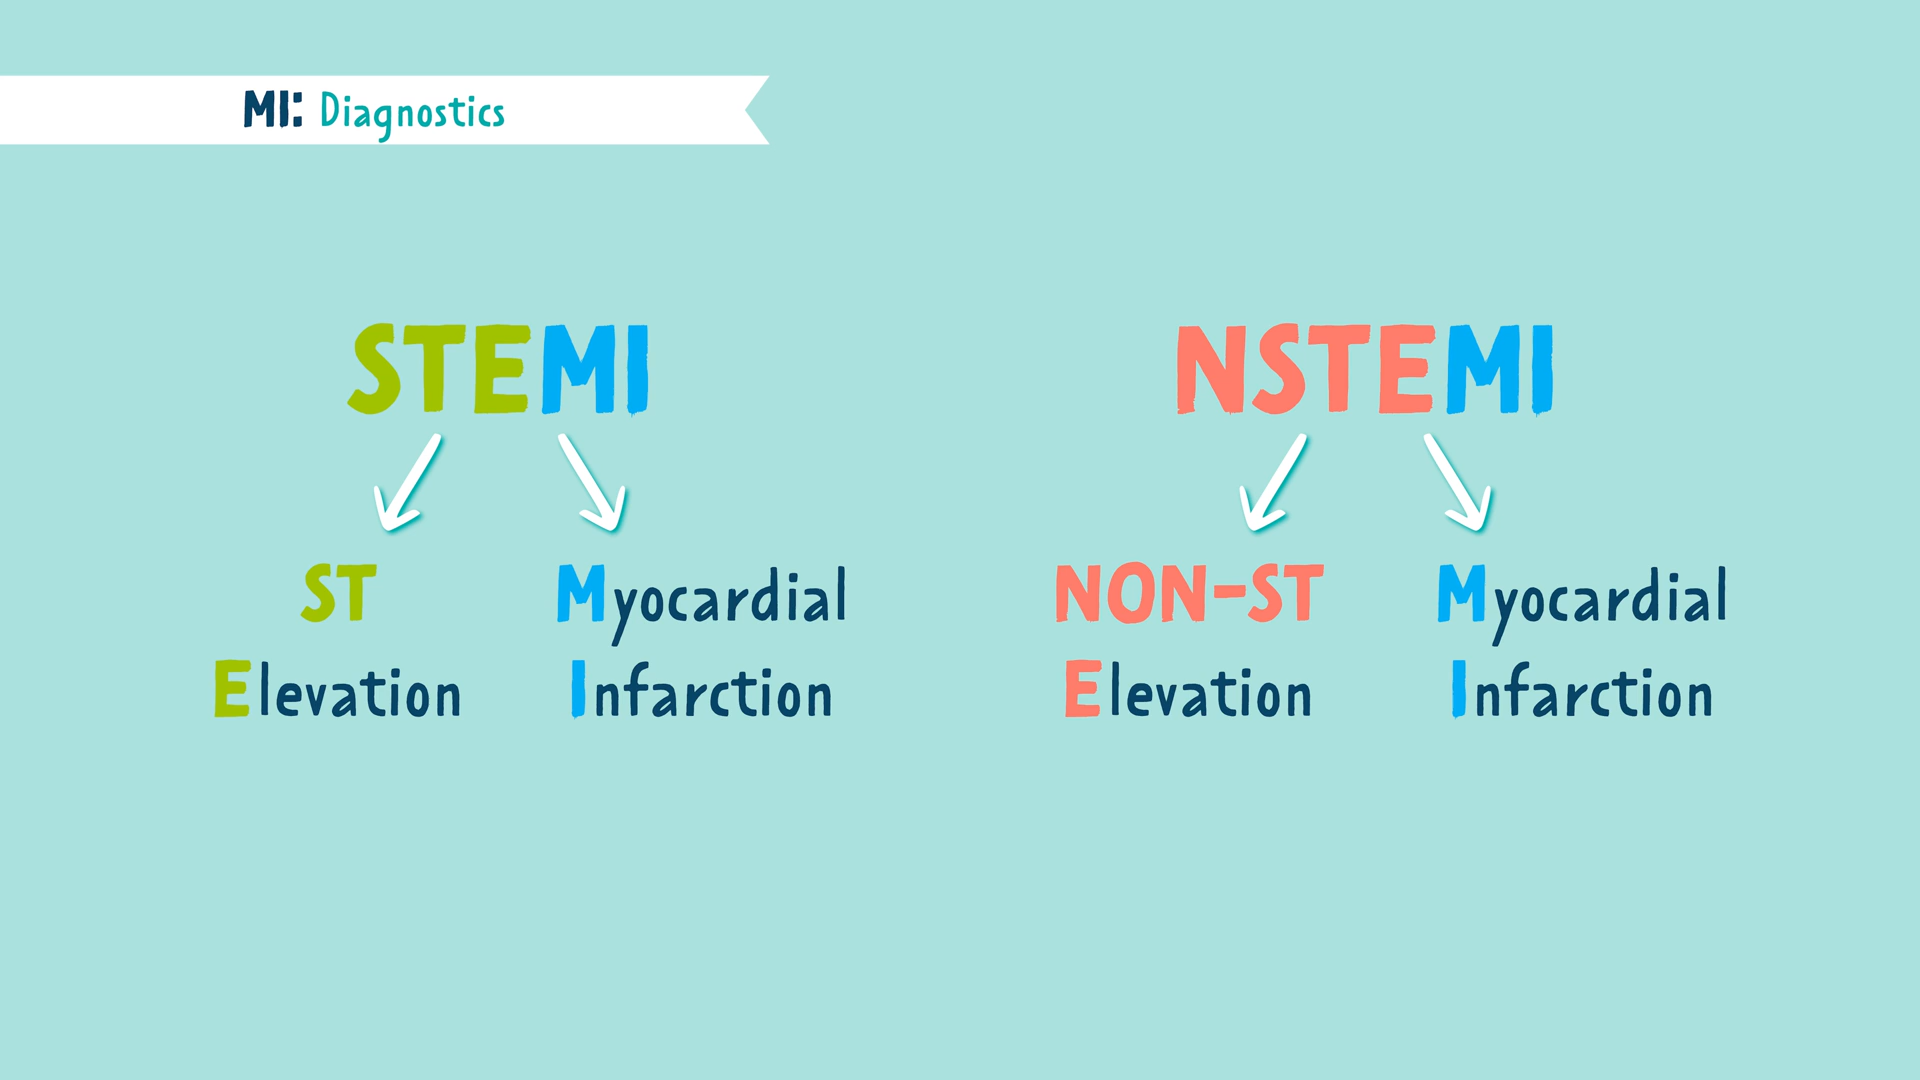 MI: Diagnostics
STEMI
ST
Elevation
Myocardial
Infarction
NSTEMI
NON-ST
Elevation
Myocardial
Infarction